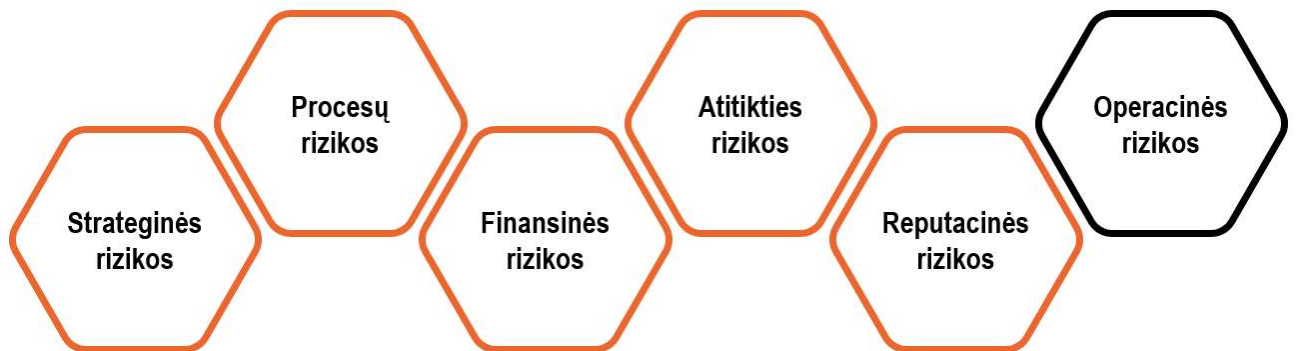 Strateginės
rizikos
Procesų
rizikos
Finansinės
rizikos
Atitikties
rizikos
Reputacinės
rizikos
Operacinės
rizikos